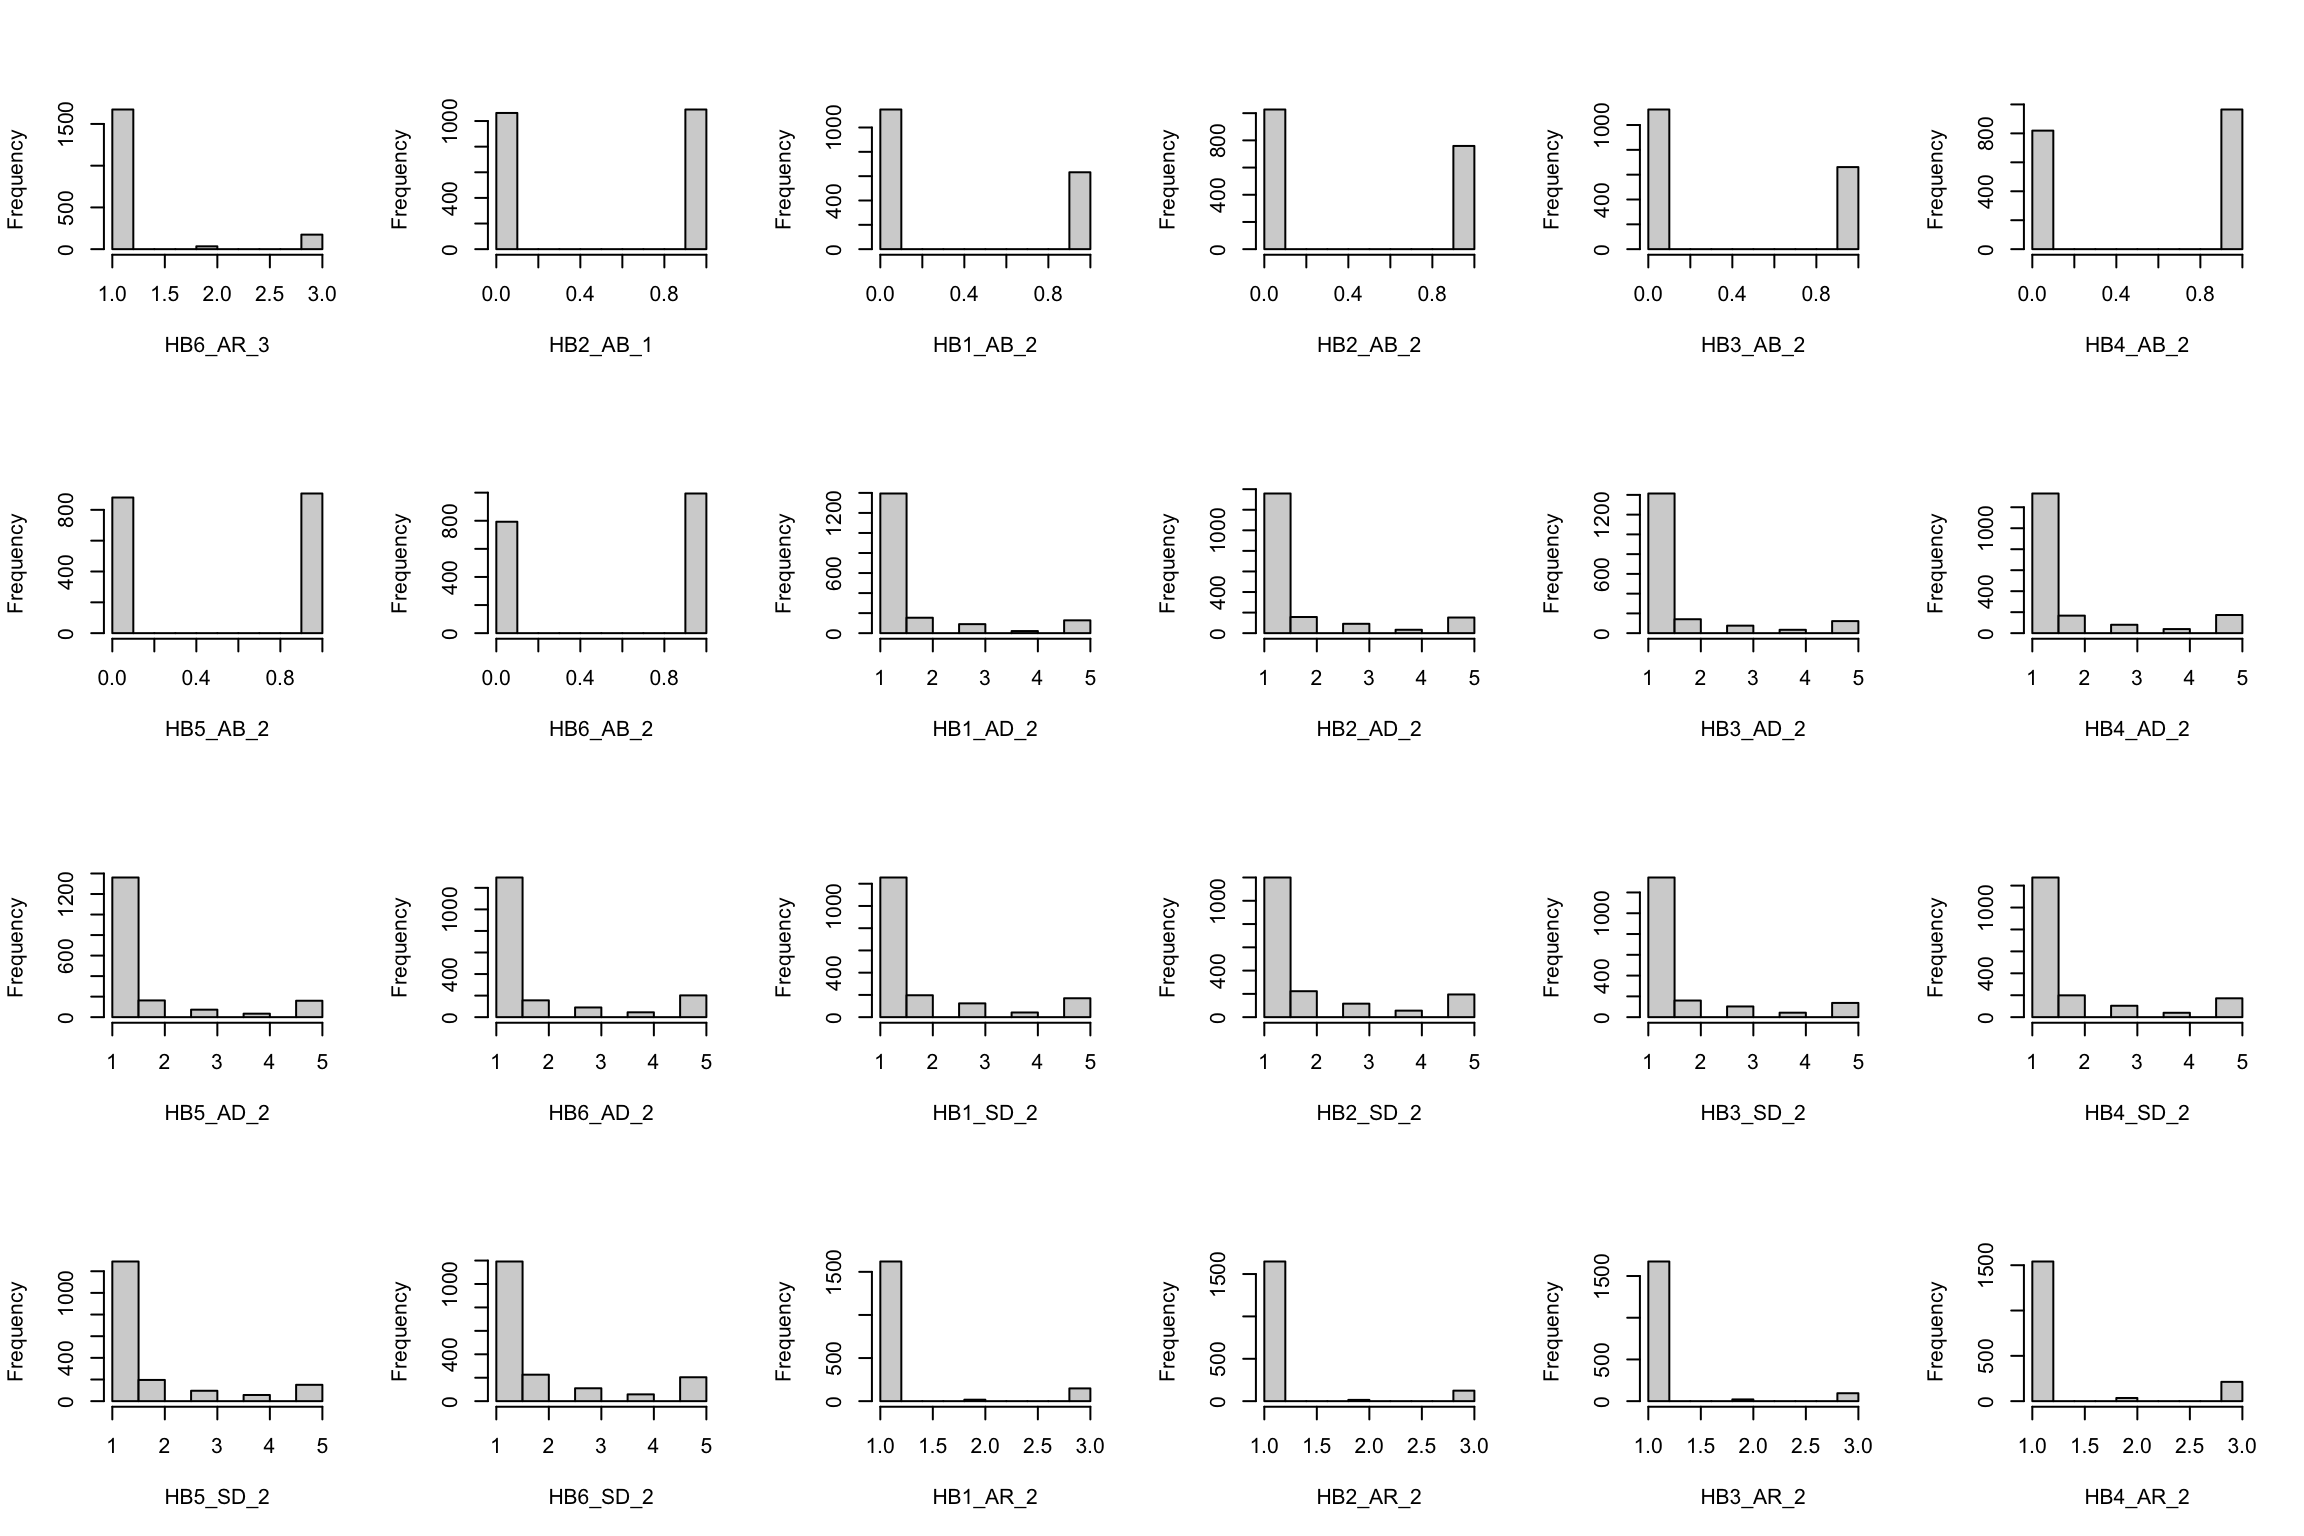 Frequency
0 500 1500
1.0 1.5 2.0 2.5 3.0
HB6_AR_3
Frequency
0 400 1000
0.0 0.4 0.8
HB2_AB_1
Frequency
0 400 1000
0.0 0.4 0.8
HB1_AB_2
Frequency
0 400 800
0.0 0.4 0.8
HB2_AB_2
Frequency
0 400 1000
0.0 0.4 0.8
HB3_AB_2
Frequency
0 400 800
0.0 0.4 0.8
HB4_AB_2
Frequency
0 400 800
0.0 0.4 0.8
HB5_AB_2
Frequency
0 400 800
0.0 0.4 0.8
HB6_AB_2
Frequency
0 600 1200
1 2 3 4 5
HB1_AD_2
Frequency
0 400 1000
1 2 3 4 5
HB2_AD_2
Frequency
0 600 1200
1 2 3 4 5
HB3_AD_2
Frequency
0 400 1000
1 2 3 4 5
HB4_AD_2
Frequency
0 600 1200
1 2 3 4 5
HB5_AD_2
Frequency
0 400 1000
1 2 3 4 5
HB6_AD_2
Frequency
0 400 1000
1 2 3 4 5
HB1_SD_2
Frequency
0 400 1000
1 2 3 4 5
HB2_SD_2
Frequency
0 400 1000
1 2 3 4 5
HB3_SD_2
Frequency
0 400 1000
1 2 3 4 5
HB4_SD_2
Frequency
0 400 1000
1 2 3 4 5
HB5_SD_2
Frequency
0 400 1000
1 2 3 4 5
HB6_SD_2
Frequency
0 500 1500
1.0 1.5 2.0 2.5 3.0
HB1_AR_2
Frequency
0 500 1500
1.0 1.5 2.0 2.5 3.0
HB2_AR_2
Frequency
0 500 1500
1.0 1.5 2.0 2.5 3.0
HB3_AR_2
Frequency
0 500 1500
1.0 1.5 2.0 2.5 3.0
HB4_AR_2